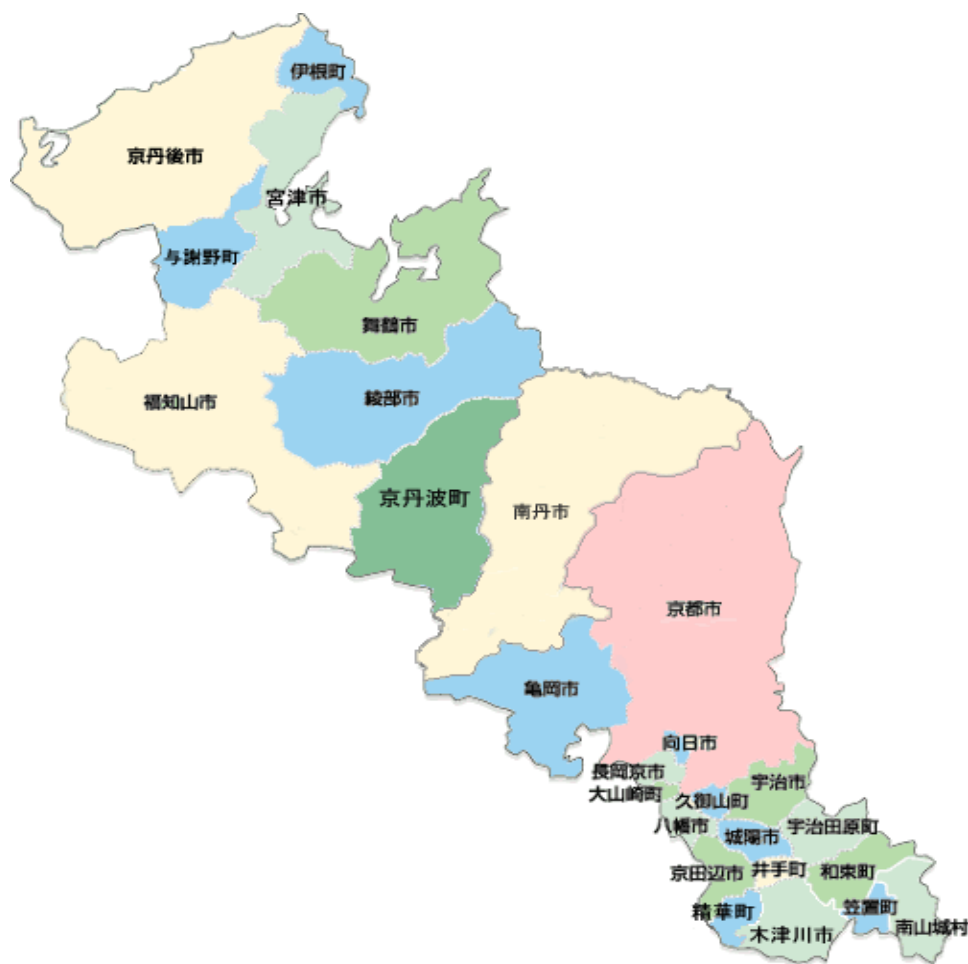 伊根町
京丹後市
宮津市
与謝野町
舞鶴市
綾部市
福知山市
京丹波町
南丹市
京都市
亀岡市
向日市
長岡京市
宇治市
大山崎町
久御山町
八幡市
宇治田原町
城陽市
京田辺市
井手町
和束町
精華町
笠置町
南山城村
木津川市